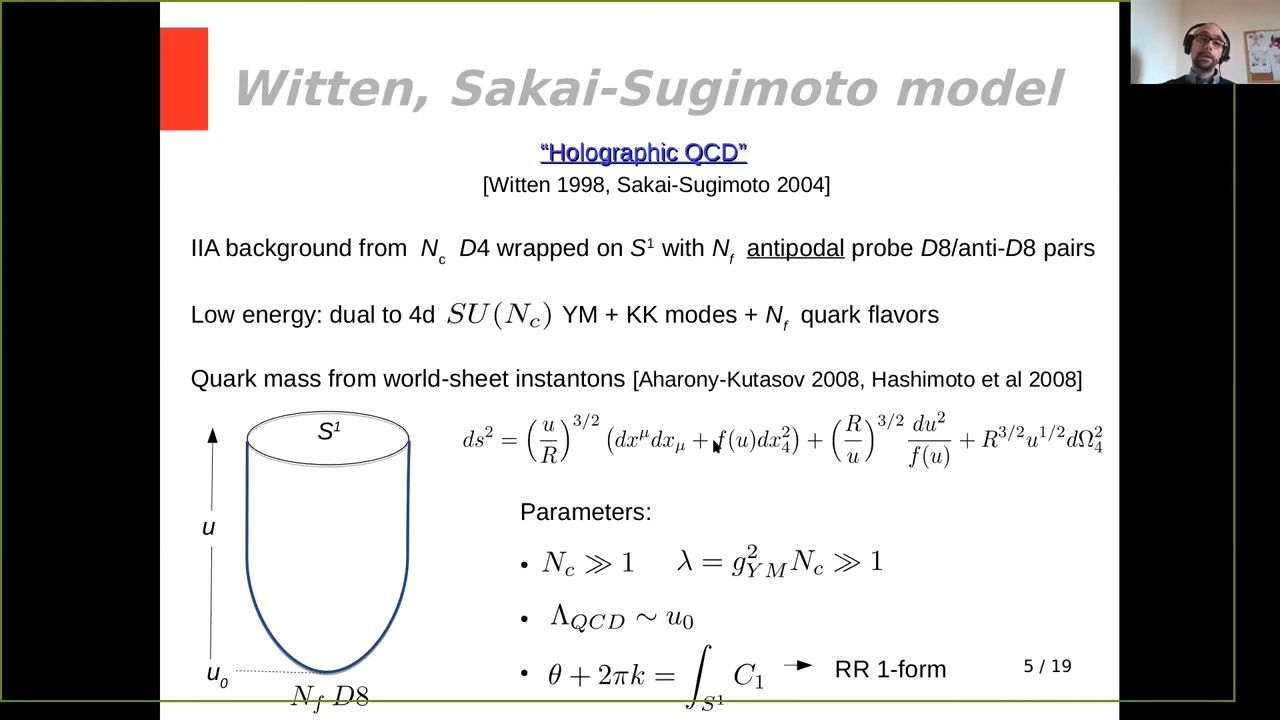 Witten, Sakai-Sugimoto model
“Holographic QCD”
[Witten 1998, Sakai-Sugimoto 2004]
IIA background from N_c D4 wrapped on S¹ with N_f antipodal probe D8/anti-D8 pairs
Low energy: dual to 4d SU(N_c) YM + KK modes + N_f quark flavors
Quark mass from world-sheet instantons [Aharony-Kutasov 2008, Hashimoto et al 2008]
S¹
ds² = (u/R)^{3/2} (dx^μ dx_μ + f(u)dx_4²) + (R/u)^{3/2} du²/f(u) + R^{3/2}u^{1/2}dΩ_4²
u
u_0
N_f D8
Parameters:
• N_c ≫ 1 λ = g²_{YM} N_c ≫ 1
• Λ_{QCD} ∼ u_0
• θ + 2πk = ∫_{S¹} C_1 → RR 1-form
5 / 19